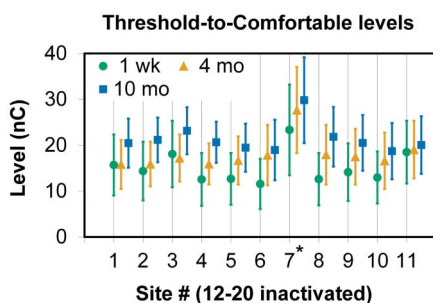 Threshold-to-Comfortable levels
40
30
20
10
0
Level (nC)
1 wk 4 mo
10 mo
1 2 3 4 5 6 7* 8 9 10 11
Site # (12-20 inactivated)